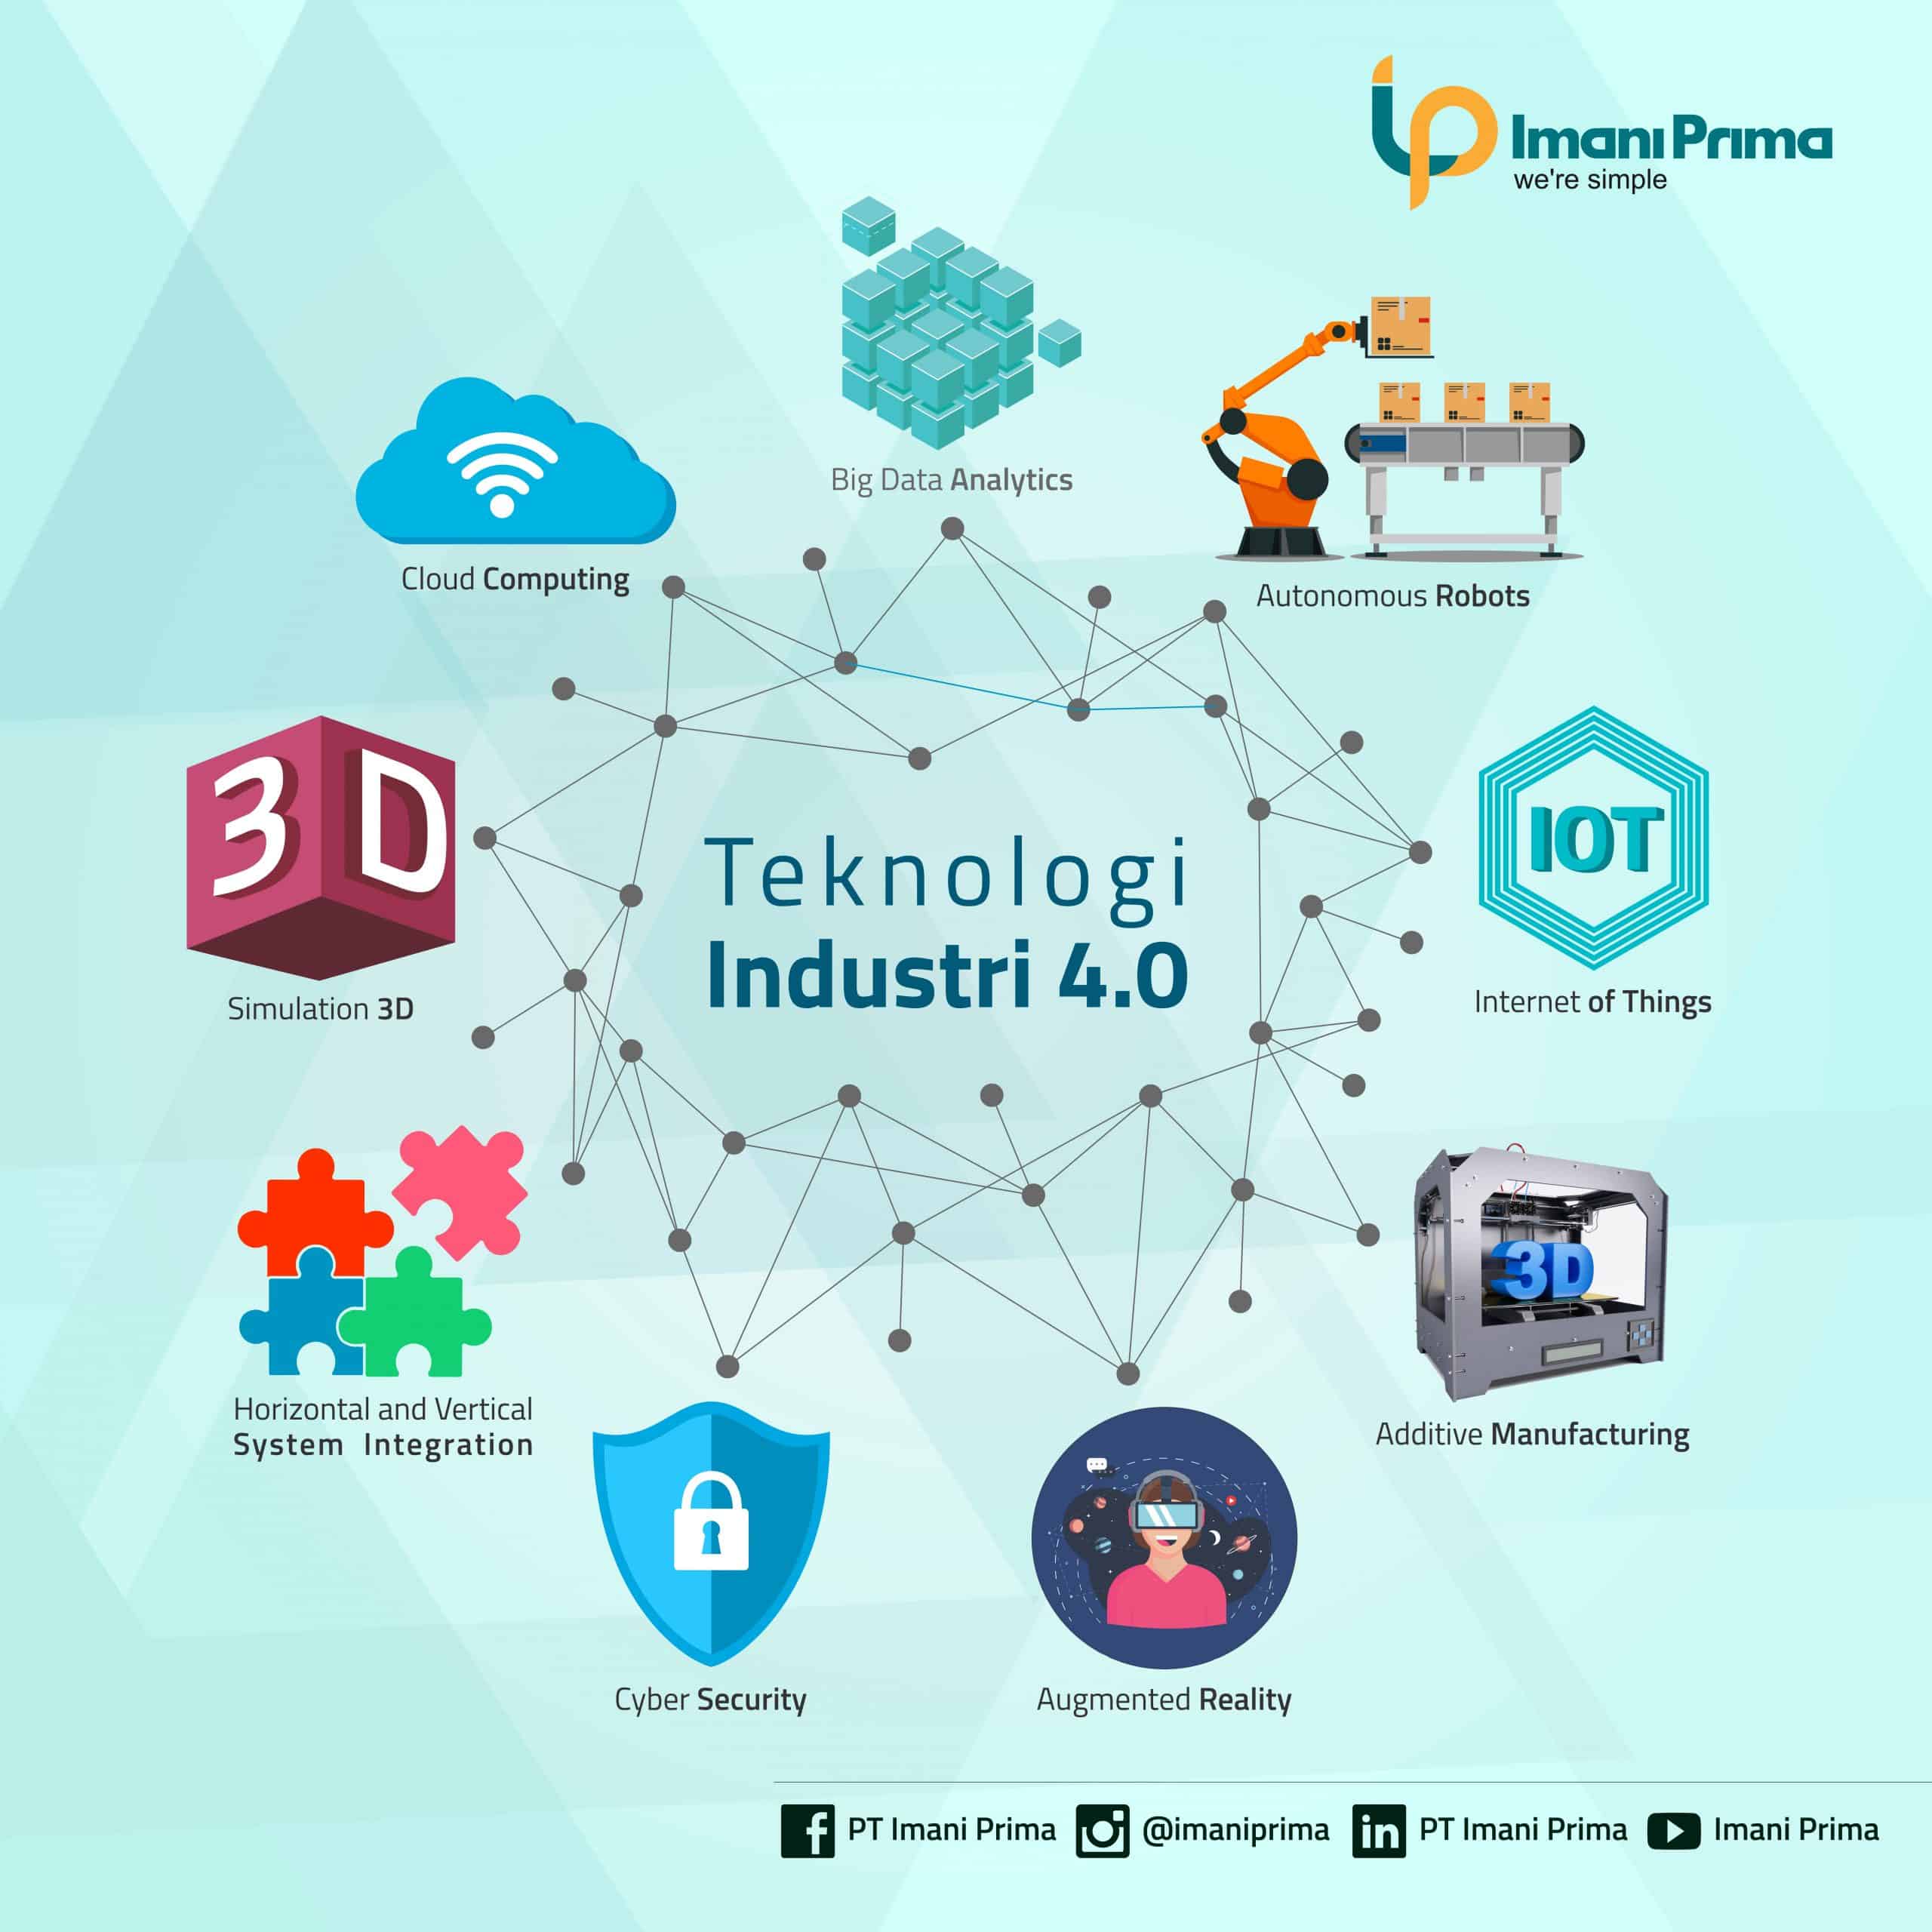 Imani Prima
we're simple
Big Data Analytics
Cloud Computing
Autonomous Robots
3D
Simulation 3D
Teknologi
Industri 4.0
IOT
Internet of Things
Horizontal and Vertical
System Integration
3D
Additive Manufacturing
Cyber Security
Augmented Reality
f PT Imani Prima @imaniprima in PT Imani Prima Imani Prima